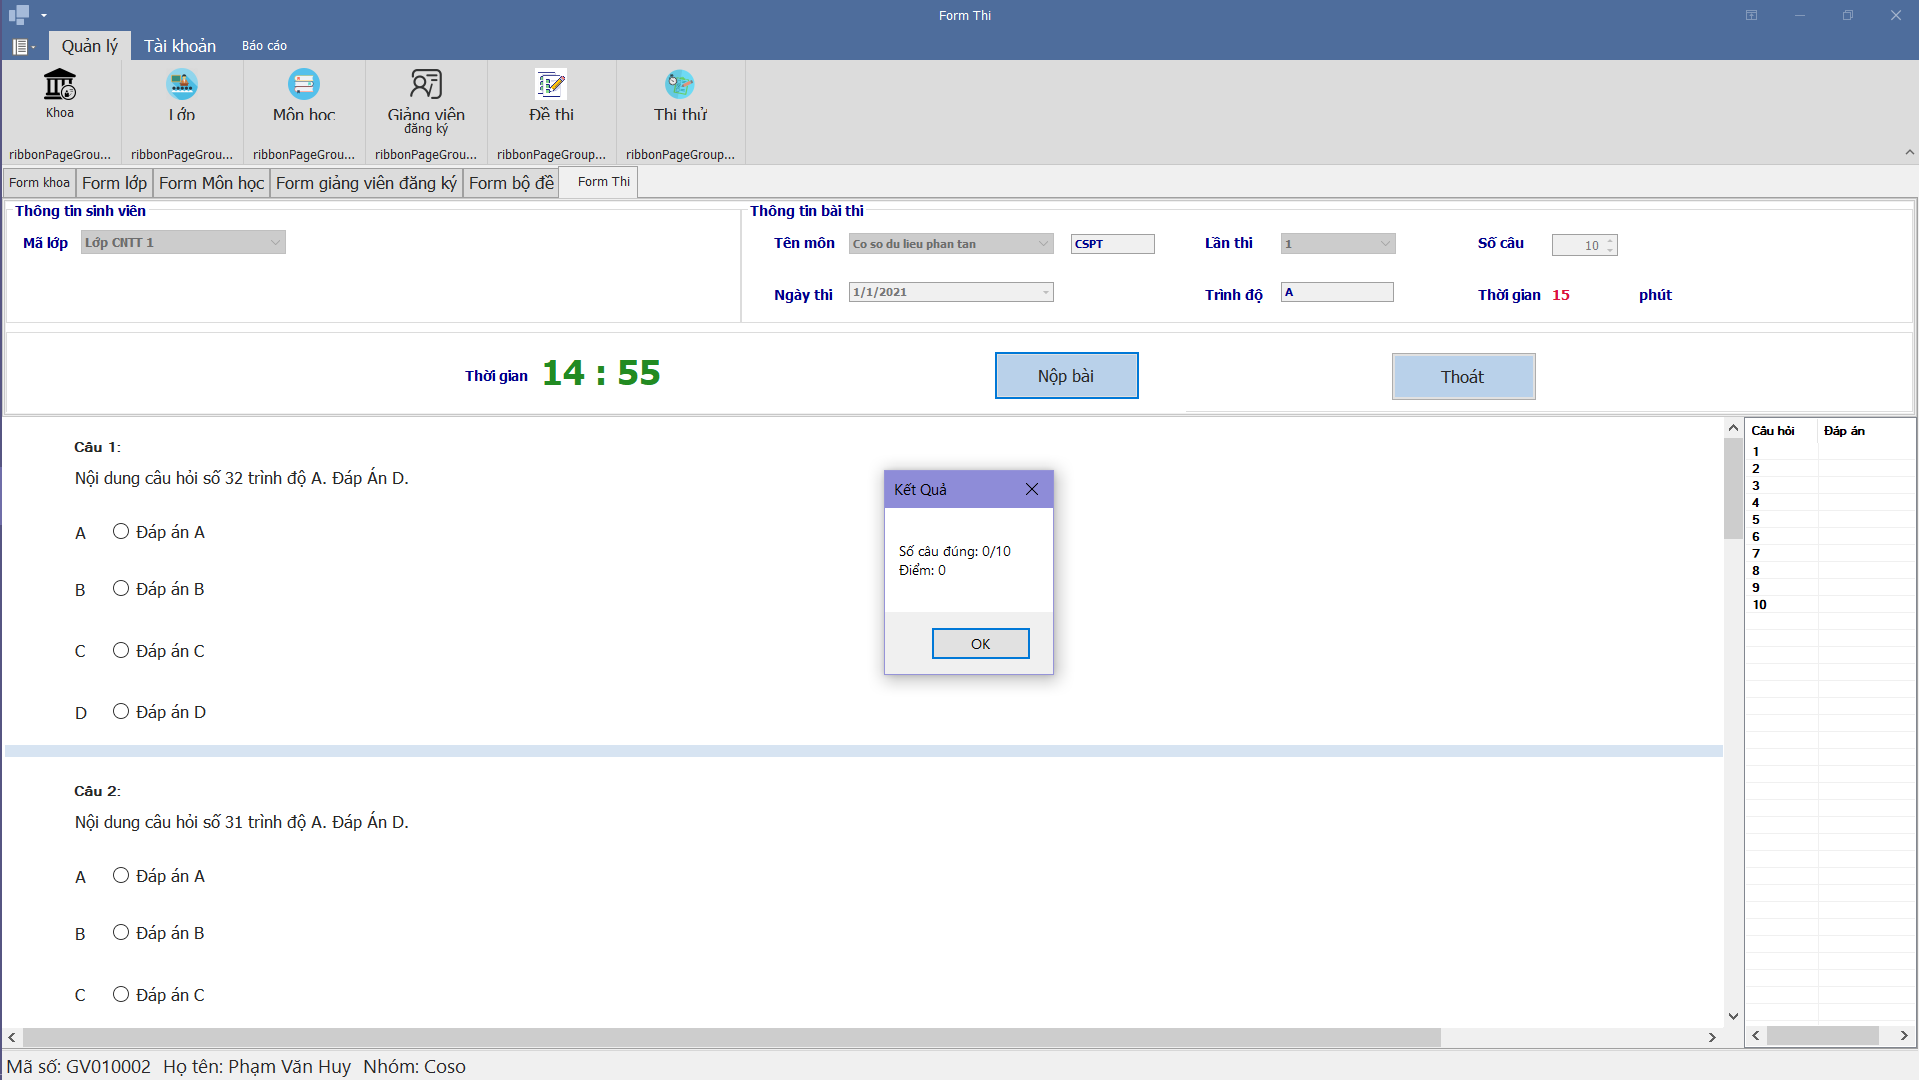 Form Thi
Quản lý Tài khoản Báo cáo
Khoa
Lớp
Môn học
Giảng viên
đăng ký
Đề thi
Thi thử
ribbonPageGrou... ribbonPageGrou... ribbonPageGrou... ribbonPageGrou... ribbonPageGroup... ribbonPageGroup...
Form khoa Form lớp Form Môn học Form giảng viên đăng ký Form bộ đề Form Thi
Thông tin sinh viên
Mã lớp Lớp CNTT 1
Thông tin bài thi
Tên môn Co so du lieu phan tan CSPT Lần thi 1 Số câu 10
Ngày thi 1/1/2021 Trình độ A Thời gian 15 phút
Thời gian 14 : 55 Nộp bài Thoát
Câu 1:
Nội dung câu hỏi số 32 trình độ A. Đáp Án D.
A Đáp án A
B Đáp án B
C Đáp án C
D Đáp án D
Câu 2:
Nội dung câu hỏi số 31 trình độ A. Đáp Án D.
A Đáp án A
B Đáp án B
C Đáp án C
Kết Quả
Số câu đúng: 0/10
Điểm: 0
OK
Câu hỏi Đáp án
1
2
3
4
5
6
7
8
9
10
Mã số: GV010002 Họ tên: Phạm Văn Huy Nhóm: Coso